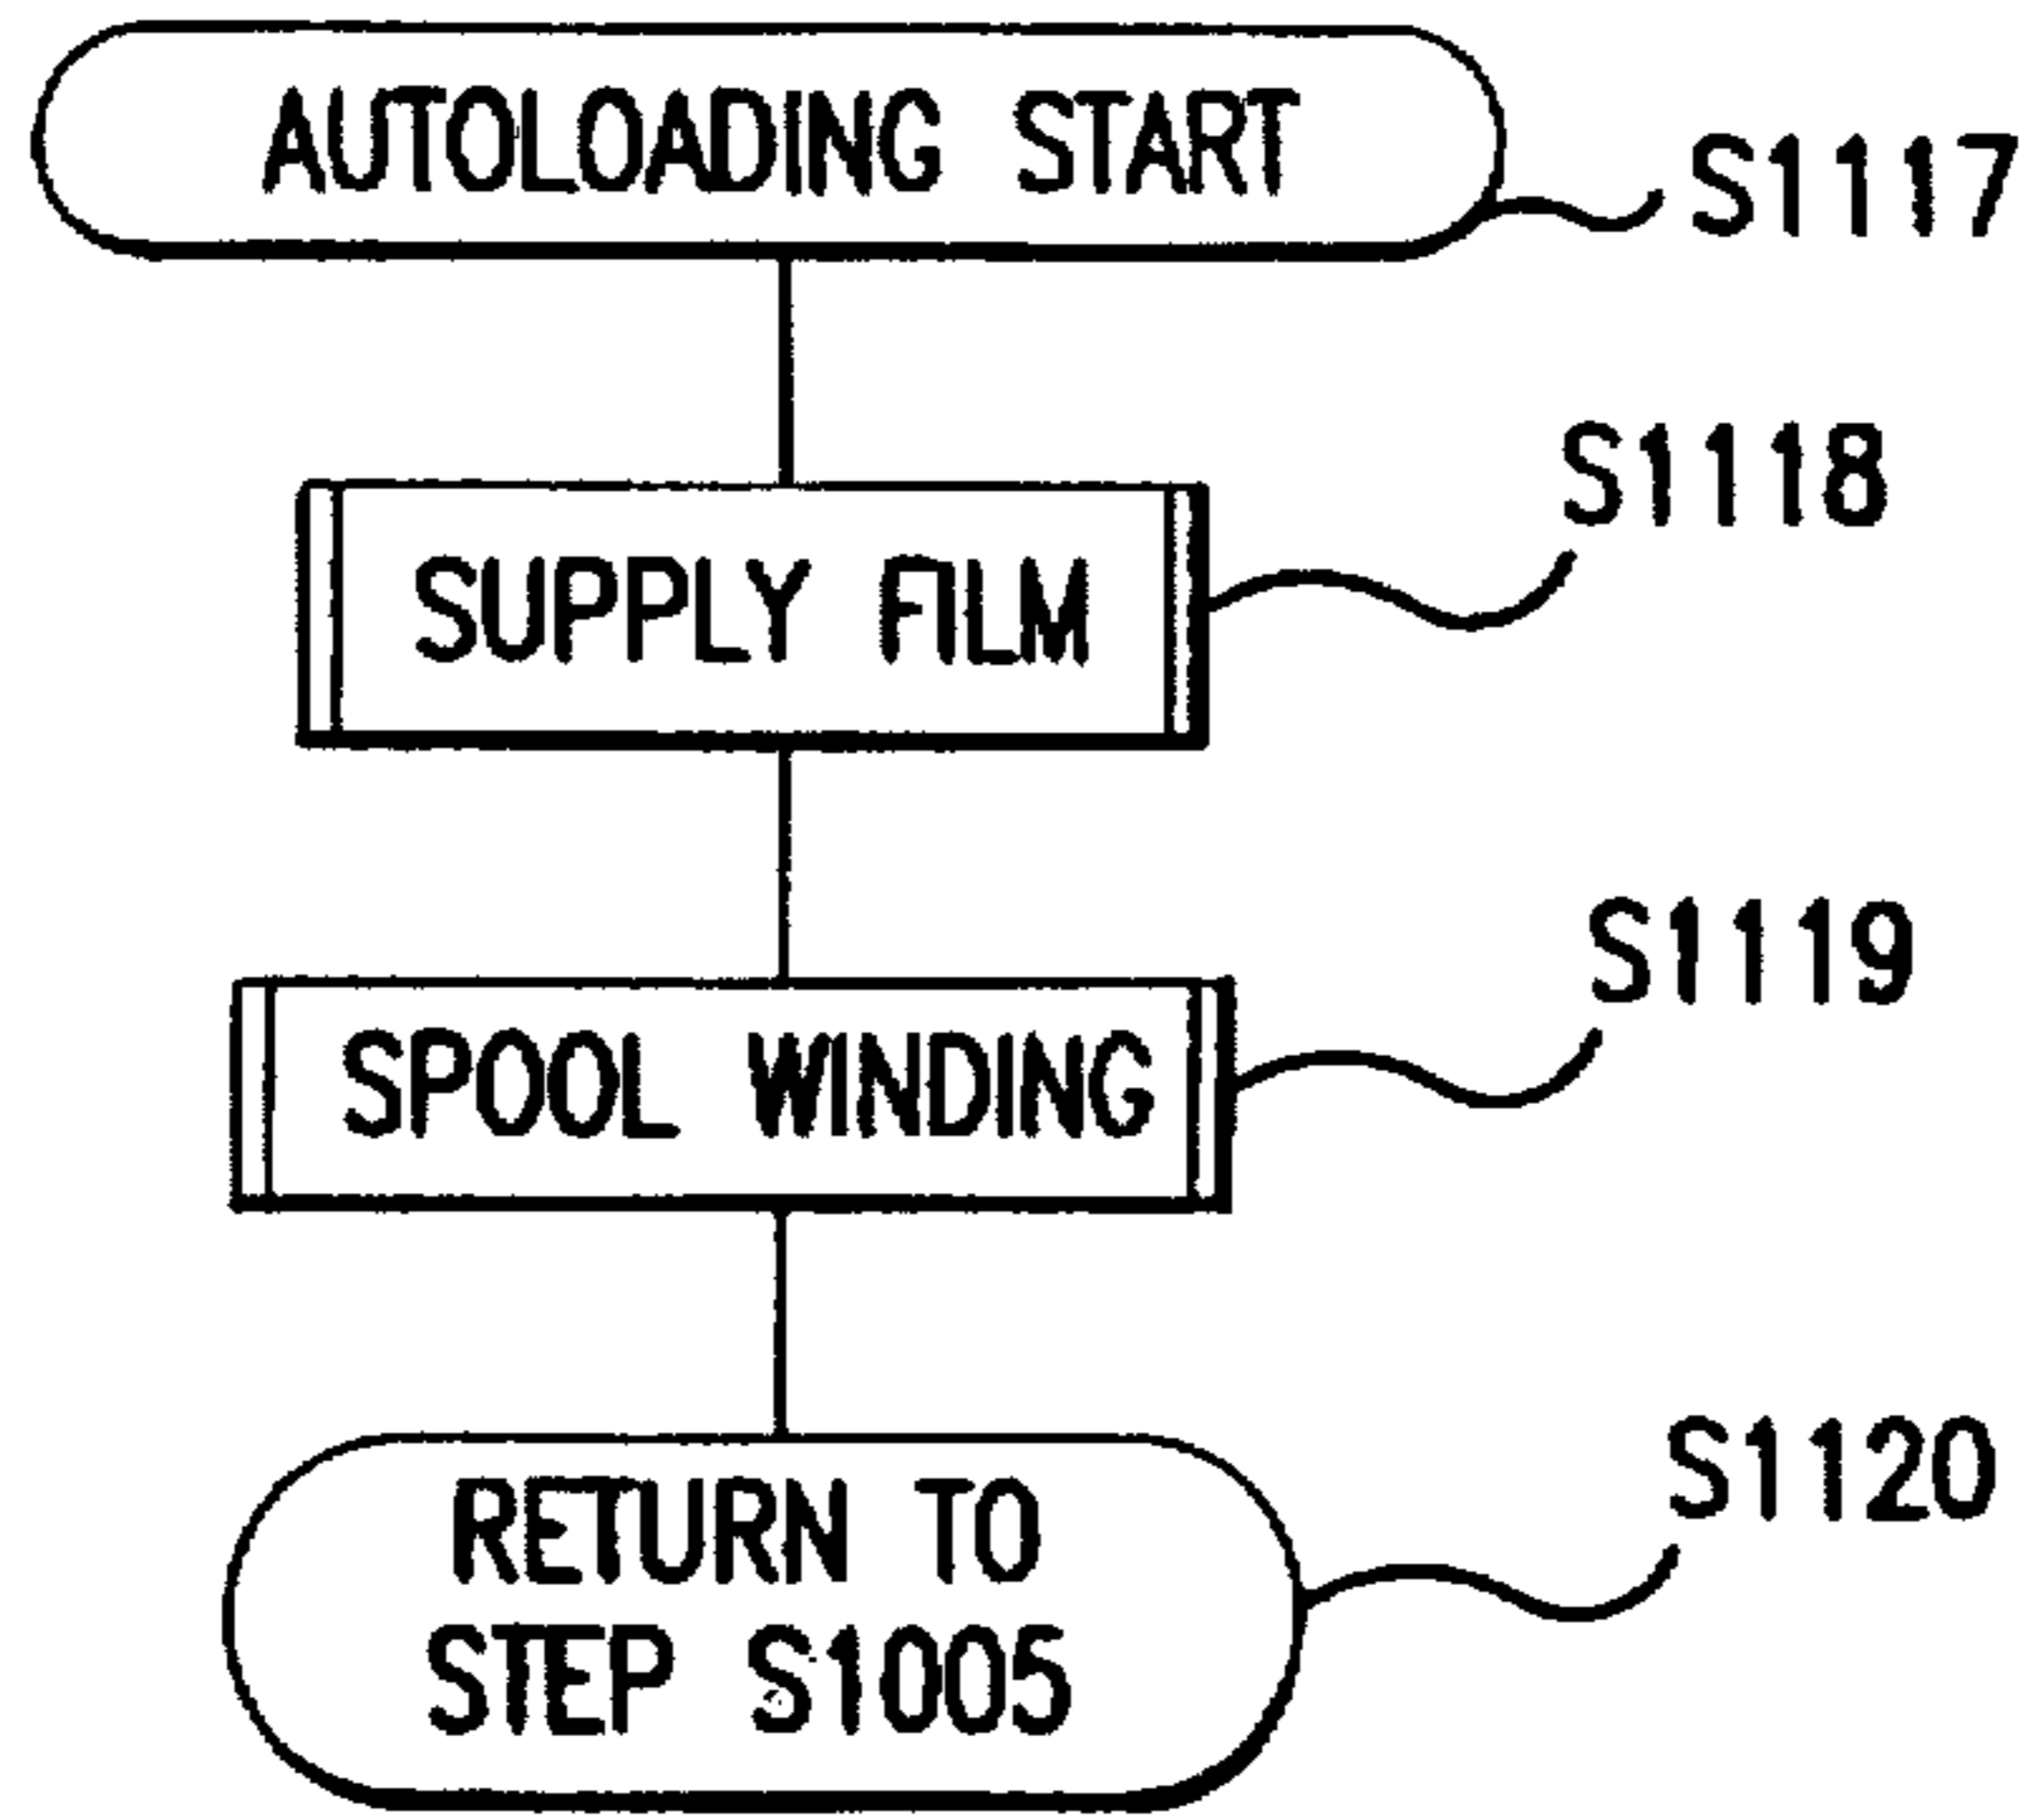 AUTOLOADING START
S1117
S1118
SUPPLY FILM
S1119
SPOOL WINDING
S1120
RETURN TO
STEP S1005